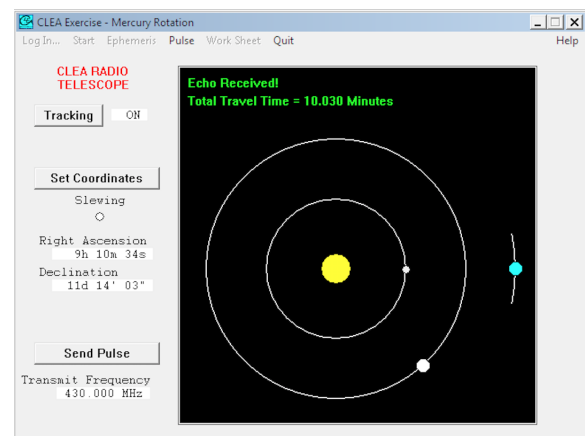 CLEA Exercise - Mercury Rotation
Log In... Start Ephemeris Pulse Work Sheet Quit Help
CLEA RADIO
TELESCOPE
Tracking ON
Set Coordinates
Slewing
Right Ascension
9h 10m 34s
Declination
11d 14' 03"
Send Pulse
Transmit Frequency
430.000 MHz
Echo Received!
Total Travel Time = 10.030 Minutes